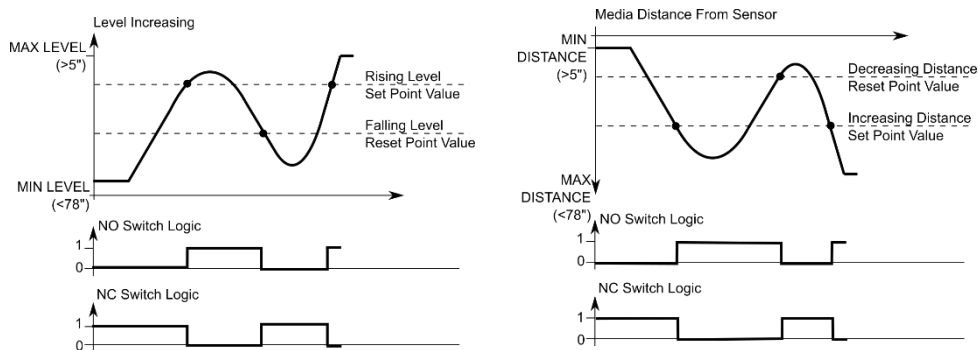 Level Increasing
MAX LEVEL
(>5")
Rising Level
Set Point Value
Falling Level
Reset Point Value
MIN LEVEL
(<78")
NO Switch Logic
1
0
NC Switch Logic
1
0
Media Distance From Sensor
MIN
DISTANCE
(>5")
Decreasing Distance
Reset Point Value
Increasing Distance
Set Point Value
MAX
DISTANCE
(<78")
NO Switch Logic
1
0
NC Switch Logic
1
0